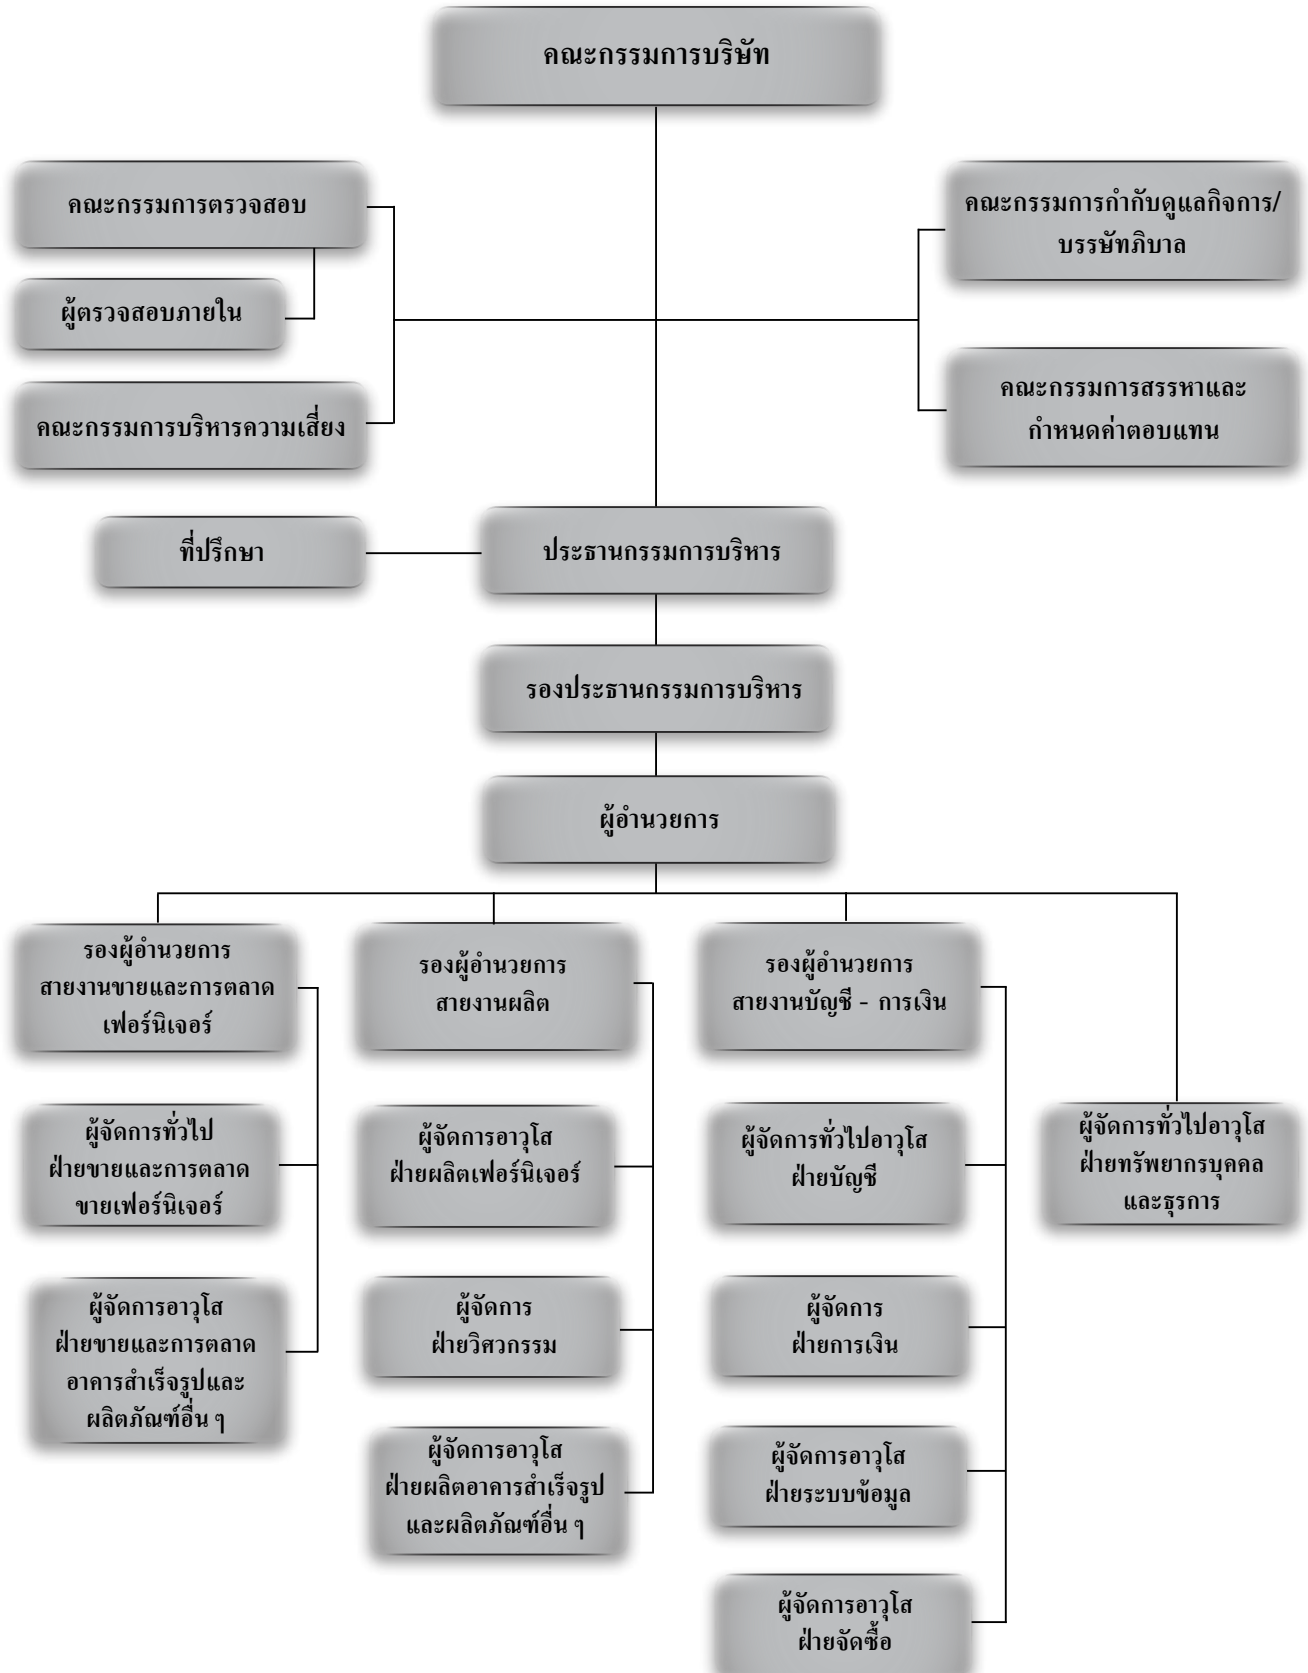 คณะกรรมการบริษัท
คณะกรรมการตรวจสอบ
ผู้ตรวจสอบภายใน
คณะกรรมการบริหารความเสี่ยง
คณะกรรมการกำกับดูแลกิจการ/
บรรษัทภิบาล
คณะกรรมการสรรหาและ
กำหนดค่าตอบแทน
ที่ปรึกษา
ประธานกรรมการบริหาร
รองประธานกรรมการบริหาร
ผู้อำนวยการ
รองผู้อำนวยการ
สายงานขายและการตลาด
เฟอร์นิเจอร์
ผู้จัดการทั่วไป
ฝ่ายขายและการตลาด
ขายเฟอร์นิเจอร์
ผู้จัดการอาวุโส
ฝ่ายขายและการตลาด
อาคารสำเร็จรูปและ
ผลิตภัณฑ์อื่น ๆ
รองผู้อำนวยการ
สายงานผลิต
ผู้จัดการอาวุโส
ฝ่ายผลิตเฟอร์นิเจอร์
ผู้จัดการ
ฝ่ายวิศวกรรม
ผู้จัดการอาวุโส
ฝ่ายผลิตอาคารสำเร็จรูป
และผลิตภัณฑ์อื่น ๆ
รองผู้อำนวยการ
สายงานบัญชี - การเงิน
ผู้จัดการทั่วไปอาวุโส
ฝ่ายบัญชี
ผู้จัดการ
ฝ่ายการเงิน
ผู้จัดการอาวุโส
ฝ่ายระบบข้อมูล
ผู้จัดการอาวุโส
ฝ่ายจัดซื้อ
ผู้จัดการทั่วไปอาวุโส
ฝ่ายทรัพยากรบุคคล
และธุรการ